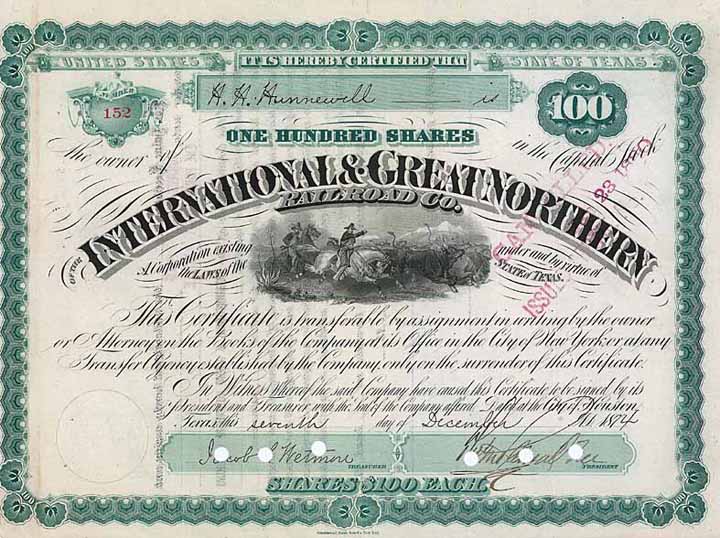 UNITED STATES
IT IS HEREBY CERTIFIED THAT
STATE OF TEXAS
NUMBER
152
H. H. Hunnewell is
100
ONE HUNDRED SHARES
The owner of
in the Capital Stock
OF THE INTERNATIONAL & GREAT NORTHERN
RAILROAD CO.
A Corporation existing
under and by virtue of
the LAWS of the
STATE of TEXAS.
CANCELLED
ISSU
This Certificate is transferable by assignment in writing by the owner
or Attorney on the Books of the Company at its Office in the City of New York or at any
Transfer Agency established by the Company, only on the surrender of this Certificate.
In Witness Whereof the said Company have caused this Certificate to be signed by its
President and Treasurer with the Seal of the Company affixed at the City of Houston,
Texas this seventh day of December A.D. 1874
TREASURER
PRESIDENT
SHARES $100 EACH.